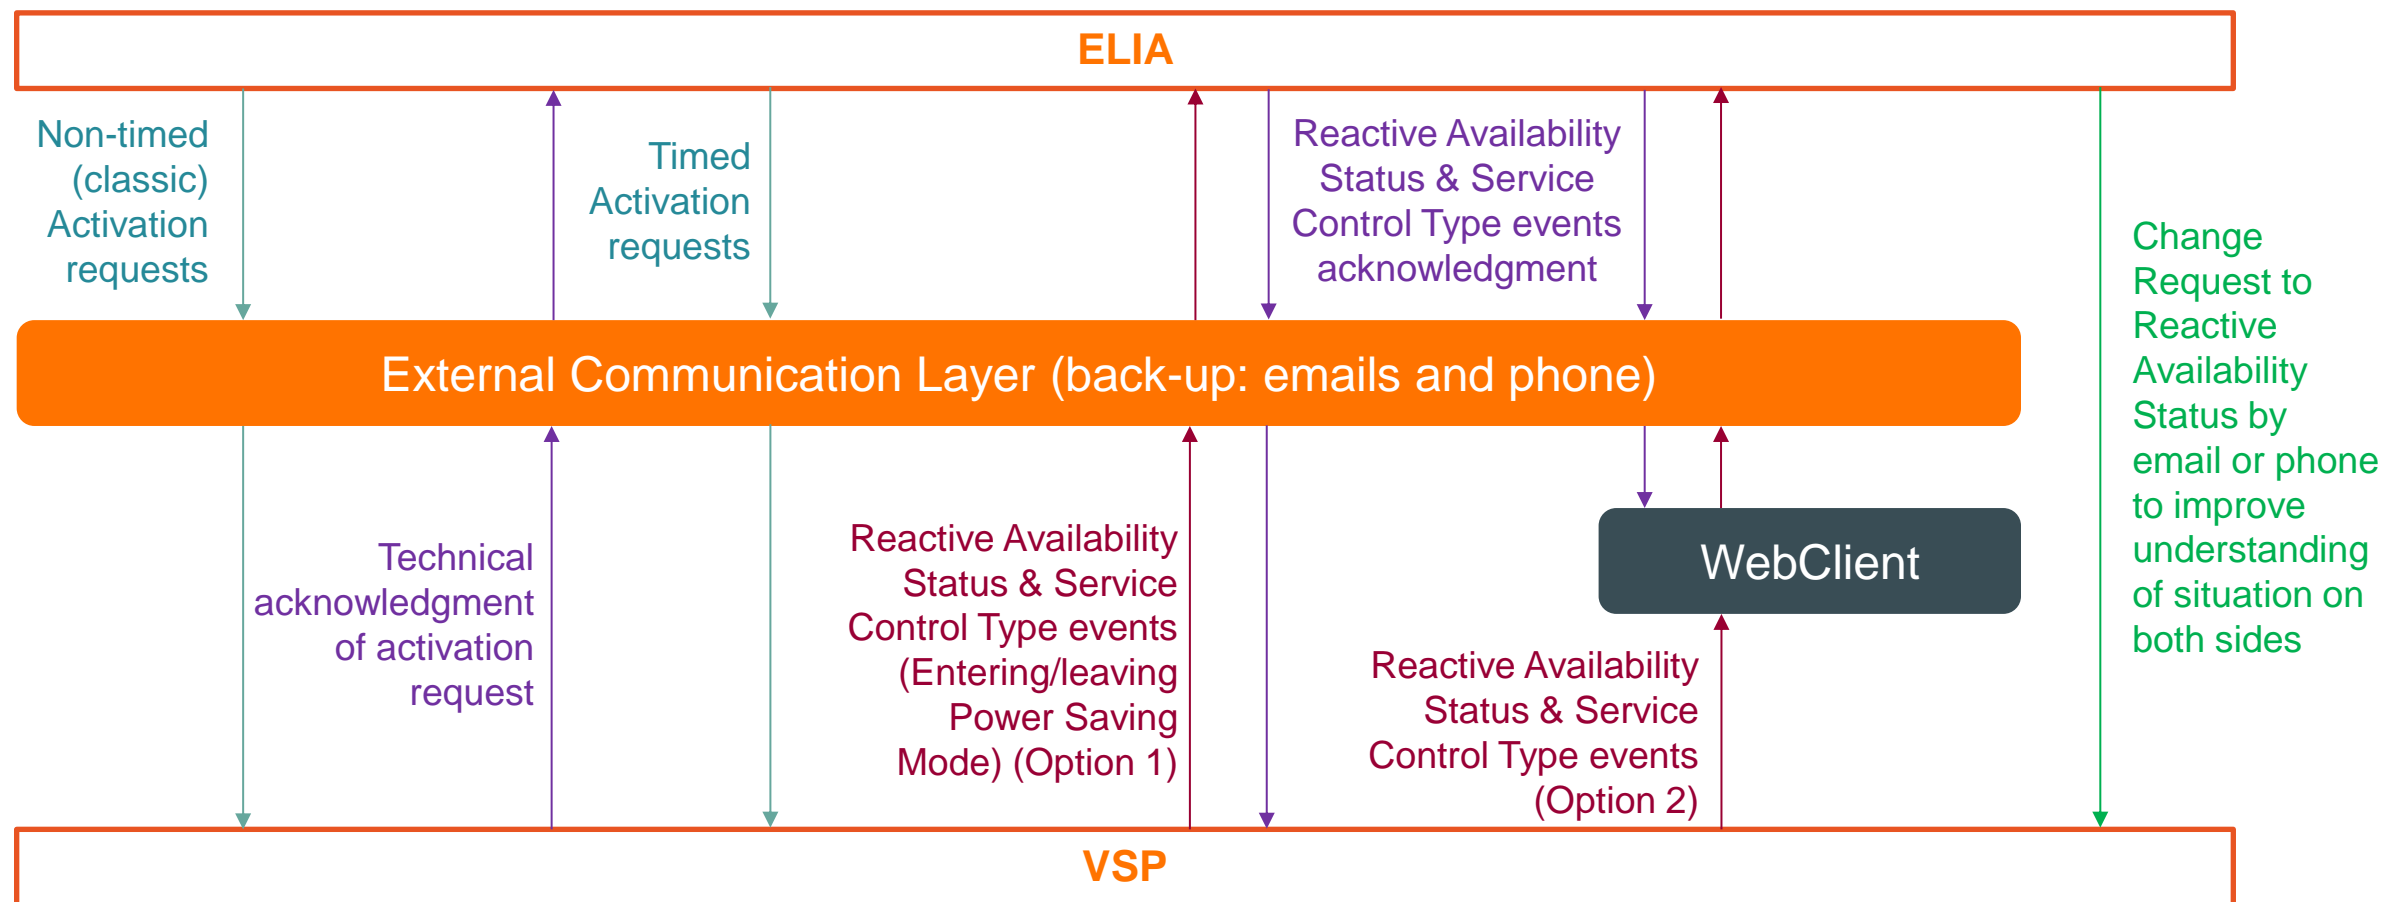 ELIA
Non-timed
(classic)
Activation
requests
Timed
Activation
requests
Reactive Availability
Status & Service
Control Type events
acknowledgment
Change
Request to
Reactive
Availability
Status by
email or phone
to improve
understanding
of situation on
both sides
External Communication Layer (back-up: emails and phone)
Technical
acknowledgment
of activation
request
Reactive Availability
Status & Service
Control Type events
(Entering/leaving
Power Saving
Mode) (Option 1)
WebClient
Reactive Availability
Status & Service
Control Type events
(Option 2)
VSP